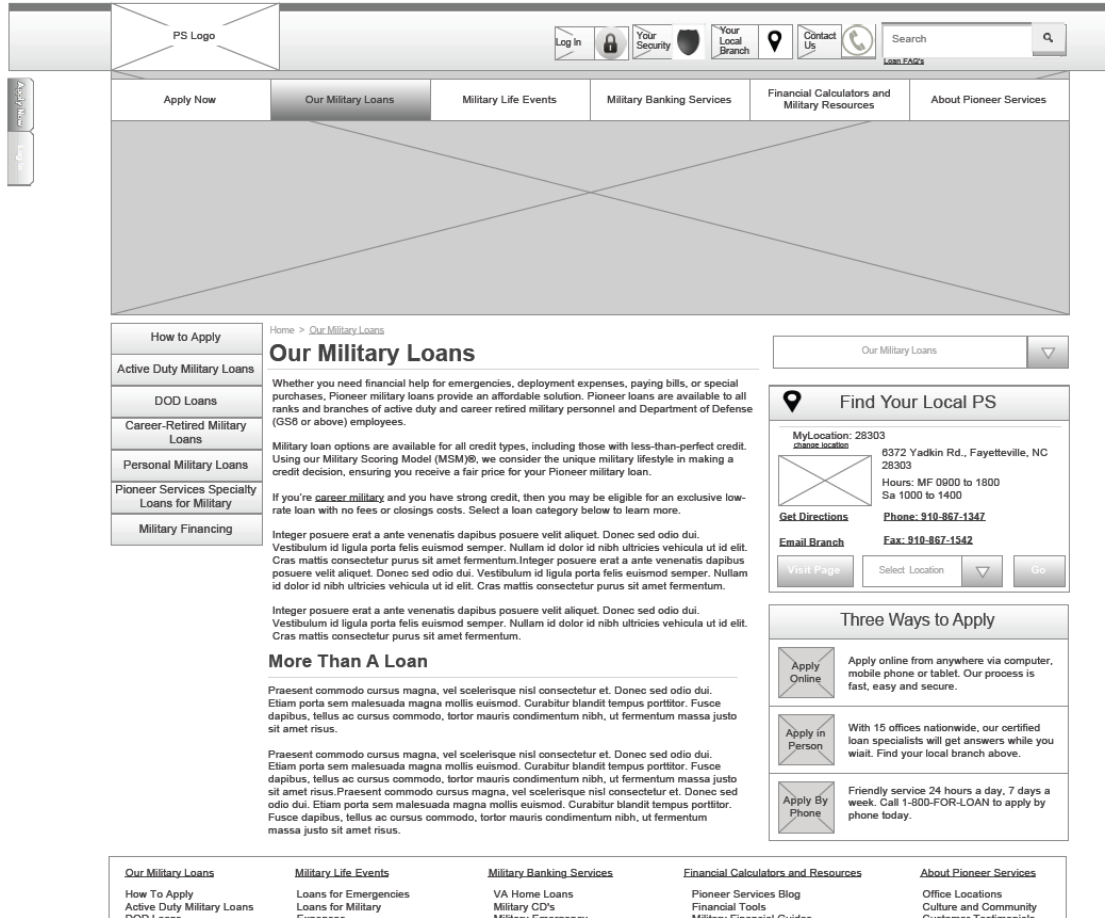 PS Logo
Log In
Your
Security
Your
Local
Branch
Contact
Us
Search
Loan FAQ's
Apply Now
Log In
Apply Now
Our Military Loans
Military Life Events
Military Banking Services
Financial Calculators and
Military Resources
About Pioneer Services
How to Apply
Active Duty Military Loans
DOD Loans
Career-Retired Military
Loans
Personal Military Loans
Pioneer Services Specialty
Loans for Military
Military Financing
Home > Our Military Loans
Our Military Loans
Whether you need financial help for emergencies, deployment expenses, paying bills, or special
purchases, Pioneer military loans provide an affordable solution. Pioneer loans are available to all
ranks and branches of active duty and career retired military personnel and Department of Defense
(GS6 or above) employees.
Military loan options are available for all credit types, including those with less-than-perfect credit.
Using our Military Scoring Model (MSM)®, we consider the unique military lifestyle in making a
credit decision, ensuring you receive a fair price for your Pioneer military loan.
If you're career military and you have strong credit, then you may be eligible for an exclusive low-
rate loan with no fees or closings costs. Select a loan category below to learn more.
Integer posuere erat a ante venenatis dapibus posuere velit aliquet. Donec sed odio dui.
Vestibulum id ligula porta felis euismod semper. Nullam id dolor id nibh ultricies vehicula ut id elit.
Cras mattis consectetur purus sit amet fermentum.Integer posuere erat a ante venenatis dapibus
posuere velit aliquet. Donec sed odio dui. Vestibulum id ligula porta felis euismod semper. Nullam
id dolor id nibh ultricies vehicula ut id elit. Cras mattis consectetur purus sit amet fermentum.
Integer posuere erat a ante venenatis dapibus posuere velit aliquet. Donec sed odio dui.
Vestibulum id ligula porta felis euismod semper. Nullam id dolor id nibh ultricies vehicula ut id elit.
Cras mattis consectetur purus sit amet fermentum.
More Than A Loan
Praesent commodo cursus magna, vel scelerisque nisl consectetur et. Donec sed odio dui.
Etiam porta sem malesuada magna mollis euismod. Curabitur blandit tempus porttitor. Fusce
dapibus, tellus ac cursus commodo, tortor mauris condimentum nibh, ut fermentum massa justo
sit amet risus.
Praesent commodo cursus magna, vel scelerisque nisl consectetur et. Donec sed odio dui.
Etiam porta sem malesuada magna mollis euismod. Curabitur blandit tempus porttitor. Fusce
dapibus, tellus ac cursus commodo, tortor mauris condimentum nibh, ut fermentum massa justo
sit amet risus.Praesent commodo cursus magna, vel scelerisque nisl consectetur et. Donec sed
odio dui. Etiam porta sem malesuada magna mollis euismod. Curabitur blandit tempus porttitor.
Fusce dapibus, tellus ac cursus commodo, tortor mauris condimentum nibh, ut fermentum
massa justo sit amet risus.
Our Military Loans
Find Your Local PS
MyLocation: 28303
change location
6372 Yadkin Rd., Fayetteville, NC
28303
Hours: MF 0900 to 1800
Sa 1000 to 1400
Get Directions
Phone: 910-867-1347
Email Branch
Fax: 910-867-1542
Visit Page
Select Location
Go
Three Ways to Apply
Apply
Online
Apply online from anywhere via computer,
mobile phone or tablet. Our process is
fast, easy and secure.
Apply in
Person
With 15 offices nationwide, our certified
loan specialists will get answers while you
wiait. Find your local branch above.
Apply By
Phone
Friendly service 24 hours a day, 7 days a
week. Call 1-800-FOR-LOAN to apply by
phone today.
Our Military Loans
How To Apply
Active Duty Military Loans
DOD Loans
Military Life Events
Loans for Emergencies
Loans for Military
Expenses
Military Banking Services
VA Home Loans
Military CD's
Military Emergency
Financial Calculators and Resources
Pioneer Services Blog
Financial Tools
Military Financial Guides
About Pioneer Services
Office Locations
Culture and Community
Customer Testimonials